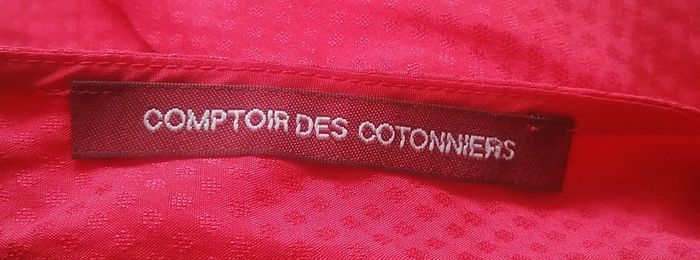 COMPTOIR DES COTONNIERS